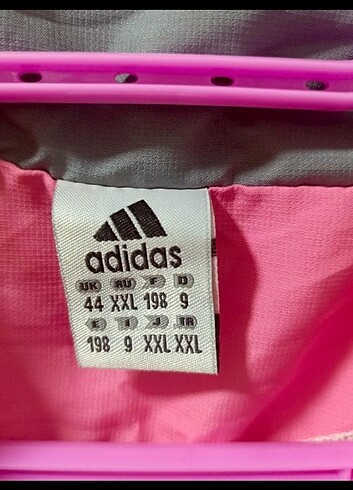 adidas
UK RU F D
44 XXL 198 9
E I J TR
198 9 XXL XXL